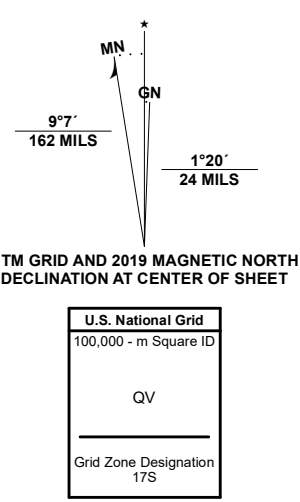 MN
GN
9°7´
162 MILS
1°20´
24 MILS
TM GRID AND 2019 MAGNETIC NORTH
DECLINATION AT CENTER OF SHEET
U.S. National Grid
100,000 - m Square ID
QV
Grid Zone Designation
17S